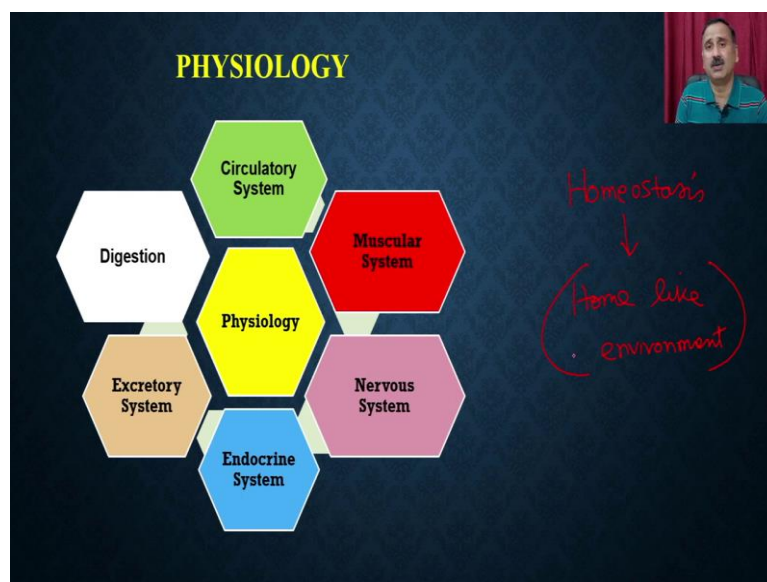 PHYSIOLOGY
Circulatory
System
Digestion
Muscular
System
Physiology
Excretory
System
Nervous
System
Endocrine
System
Homeostasis
Home like
environment